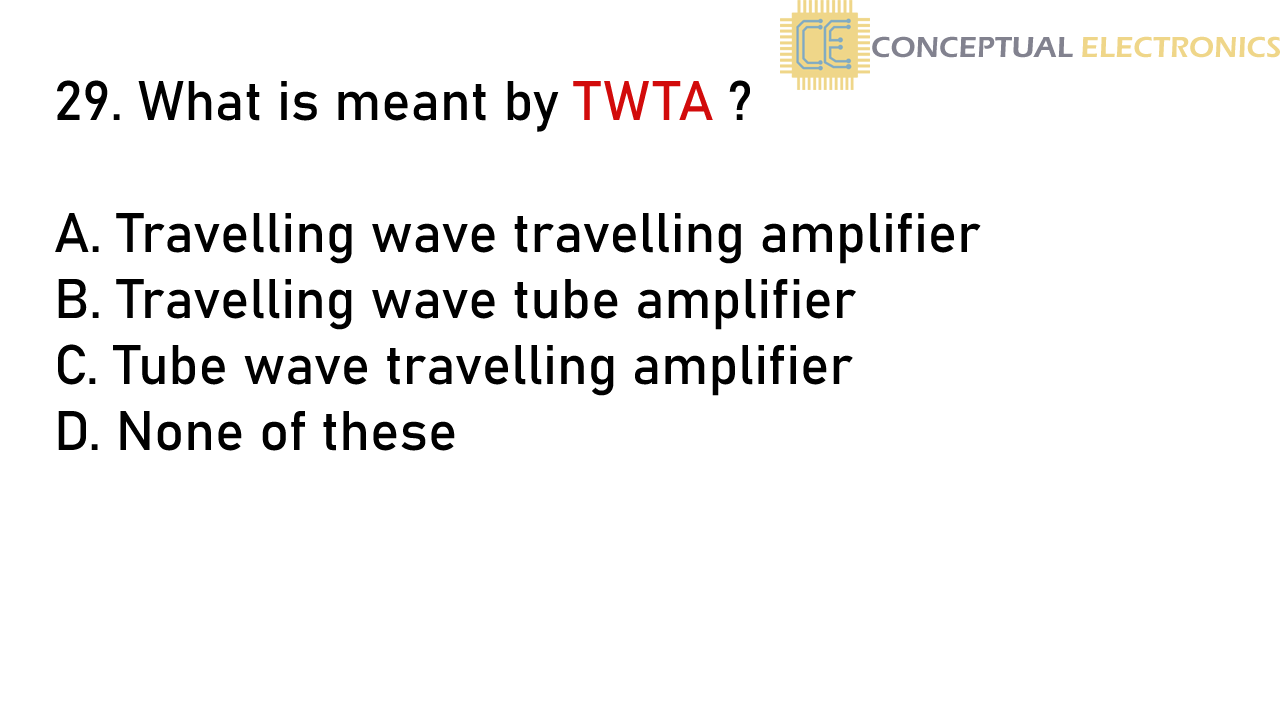 CONCEPTUAL ELECTRONICS
29. What is meant by TWTA ?
A. Travelling wave travelling amplifier
B. Travelling wave tube amplifier
C. Tube wave travelling amplifier
D. None of these